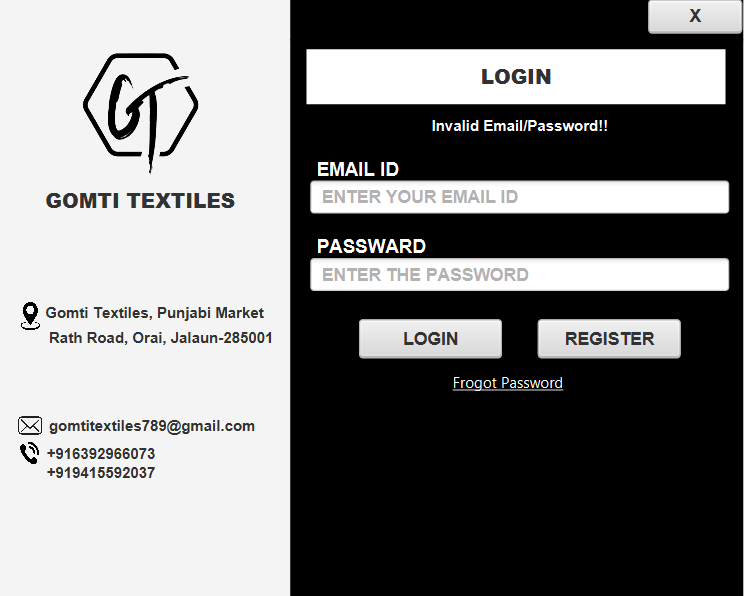 GT
GOMTI TEXTILES
Gomti Textiles, Punjabi Market
Rath Road, Orai, Jalaun-285001
gomtitextiles789@gmail.com
+916392966073
+919415592037
X
LOGIN
Invalid Email/Password!!
EMAIL ID
ENTER YOUR EMAIL ID
PASSWARD
ENTER THE PASSWORD
LOGIN
REGISTER
Frogot Password